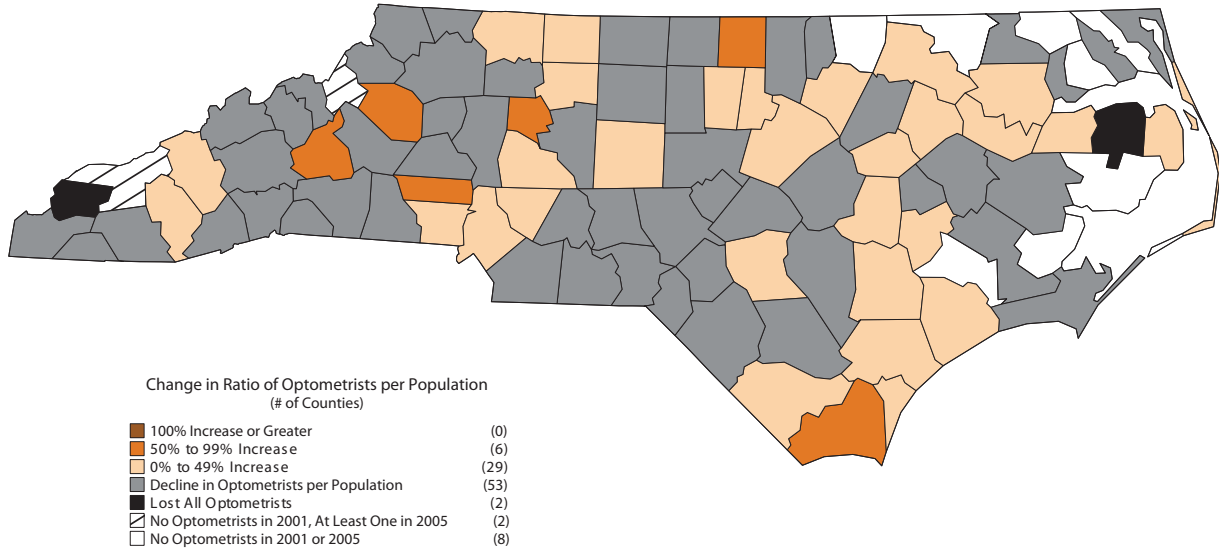 Change in Ratio of Optometrists per Population
(# of Counties)
100% Increase or Greater (0)
50% to 99% Increase (6)
0% to 49% Increase (29)
Decline in Optometrists per Population (53)
Lost All Optometrists (2)
No Optometrists in 2001, At Least One in 2005 (2)
No Optometrists in 2001 or 2005 (8)